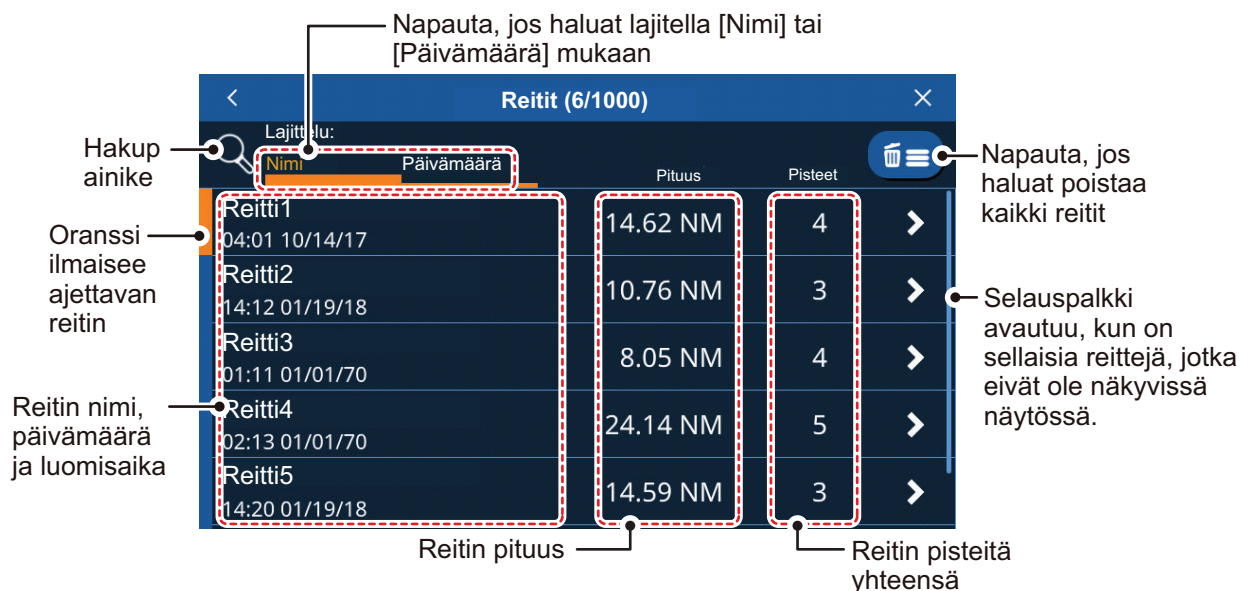 Napauta, jos haluat lajitella [Nimi] tai
[Päivämäärä] mukaan
Reitit (6/1000)
Lajittelu:
Nimi Päivämäärä Pituus Pisteet
Hakup
ainike
Napauta, jos
haluat poistaa
kaikki reitit
Oranssi
ilmaisee
ajettavan
reitin
Reitti1
04:01 10/14/17
14.62 NM 4
Reitti2
14:12 01/19/18
10.76 NM 3
Reitti3
01:11 01/01/70
8.05 NM 4
Reitti4
02:13 01/01/70
24.14 NM 5
Reitti5
14:20 01/19/18
14.59 NM 3
Selauspalkki
avautuu, kun on
sellaisia reittejä, jotka
eivät ole näkyvissä
näytössä.
Reitin nimi,
päivämäärä
ja luomisaika
Reitin pituus
Reitin pisteitä
yhteensä